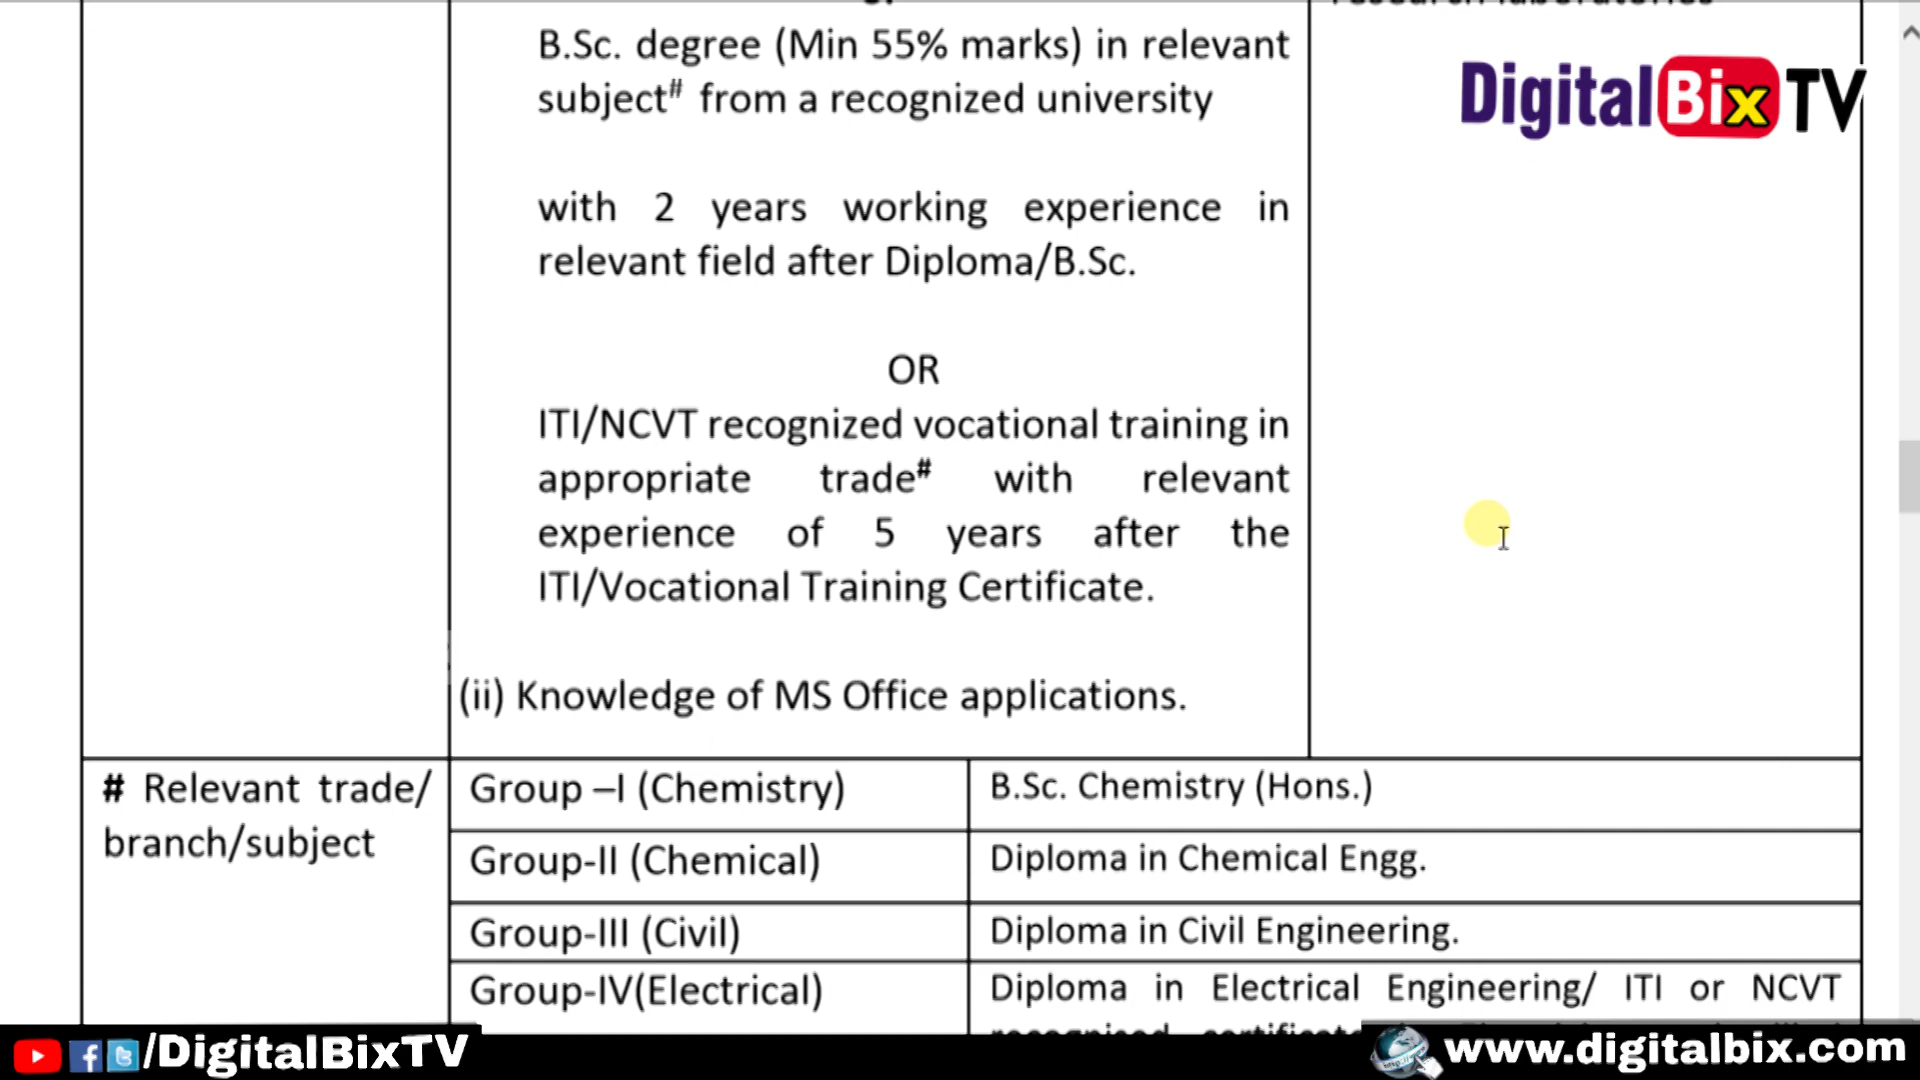 research laboratories
B.Sc. degree (Min 55% marks) in relevant
subject# from a recognized university
DigitalBixTV
with 2 years working experience in
relevant field after Diploma/B.Sc.
OR
ITI/NCVT recognized vocational training in
appropriate trade# with relevant
experience of 5 years after the
ITI/Vocational Training Certificate.
(ii) Knowledge of MS Office applications.
# Relevant trade/
branch/subject
Group –I (Chemistry)
B.Sc. Chemistry (Hons.)
Group-II (Chemical)
Diploma in Chemical Engg.
Group-III (Civil)
Diploma in Civil Engineering.
Group-IV(Electrical)
Diploma in Electrical Engineering/ ITI or NCVT
/DigitalBixTV
www.digitalbix.com